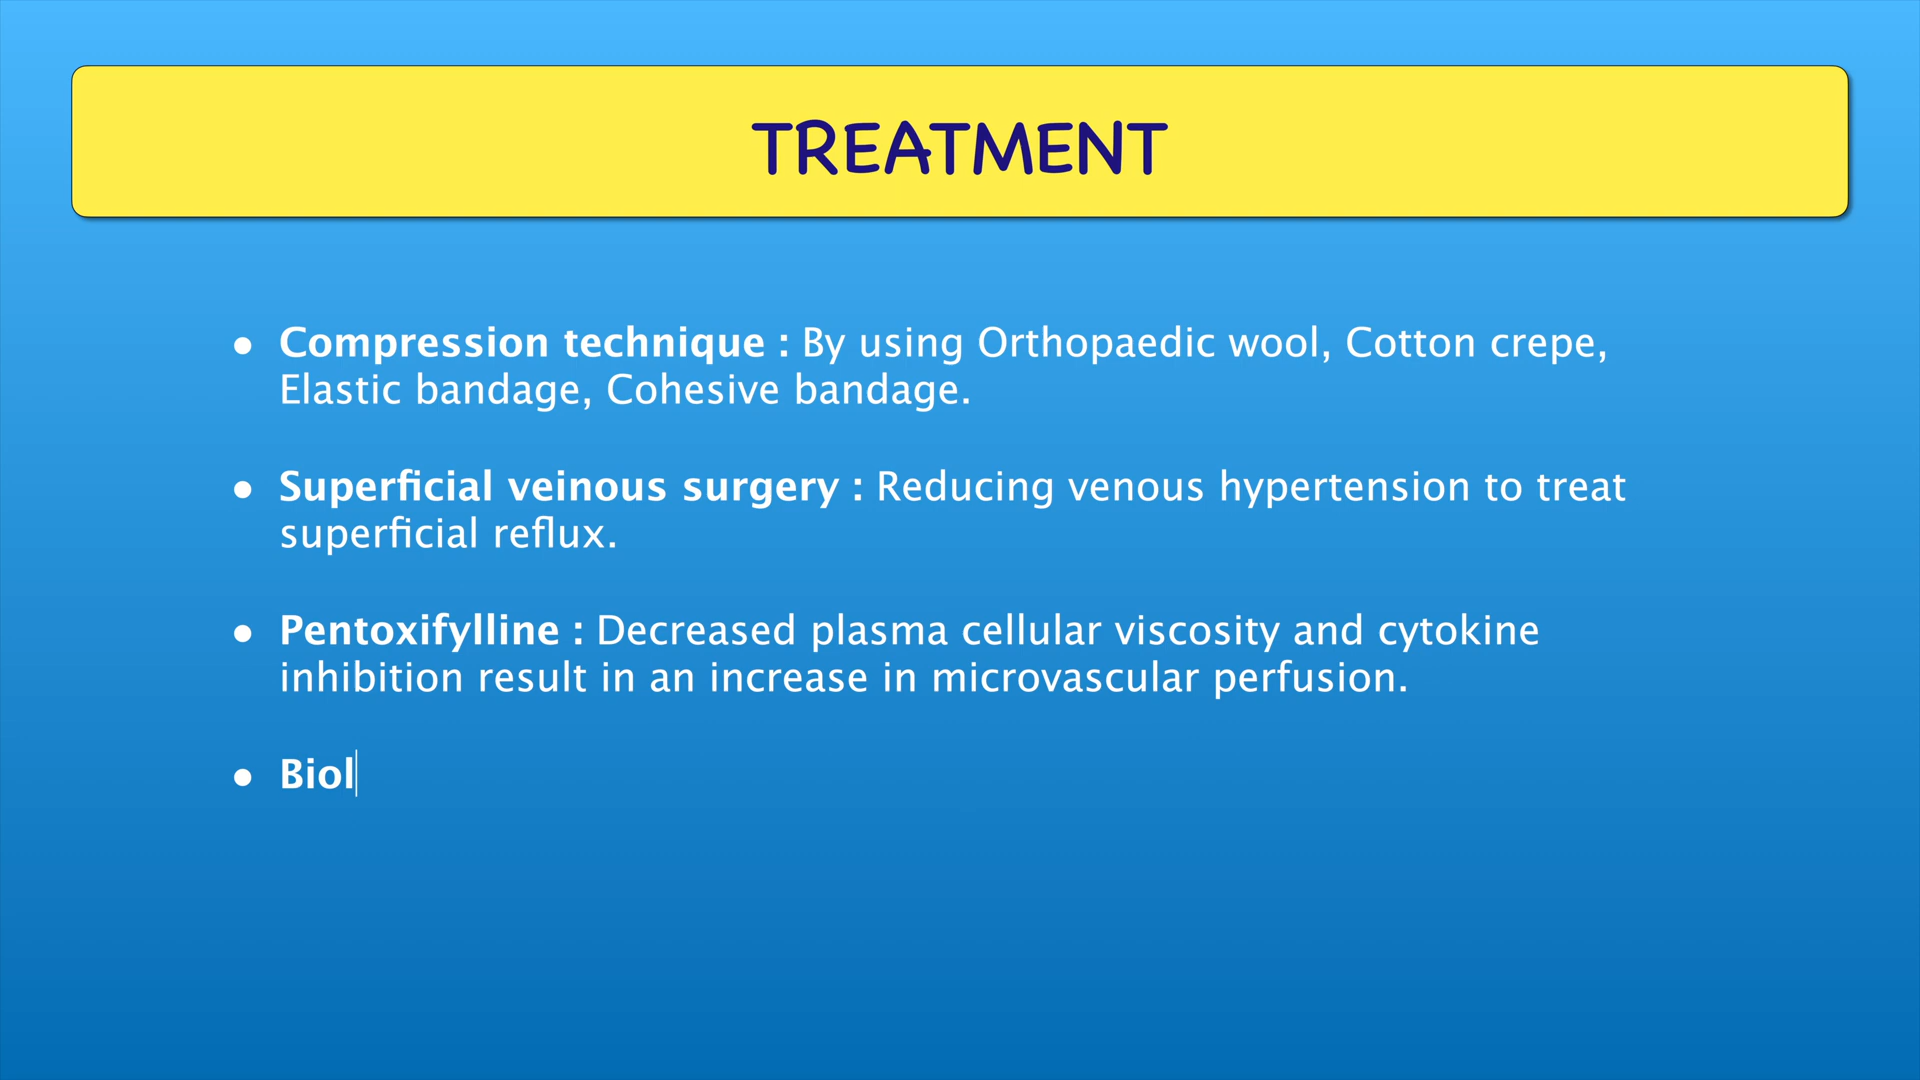 TREATMENT
• Compression technique : By using Orthopaedic wool, Cotton crepe,
Elastic bandage, Cohesive bandage.
• Superficial veinous surgery : Reducing venous hypertension to treat
superficial reflux.
• Pentoxifylline : Decreased plasma cellular viscosity and cytokine
inhibition result in an increase in microvascular perfusion.
• Biol